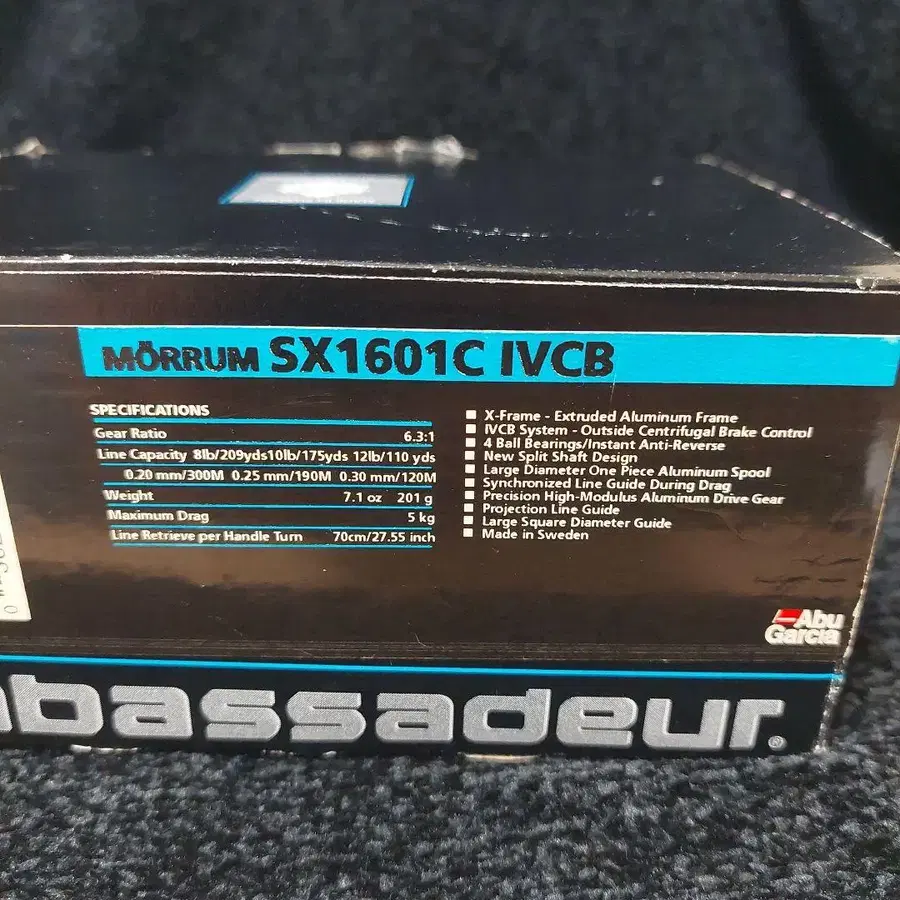 MÖRRUM SX1601C IVCB
SPECIFICATIONS
Gear Ratio 6.3:1
Line Capacity 8lb/209yds10lb/175yds 12lb/110 yds
0.20 mm/300M 0.25 mm/190M 0.30 mm/120M
Weight 7.1 oz 201 g
Maximum Drag 5 kg
Line Retrieve per Handle Turn 70cm/27.55 inch
X-Frame - Extruded Aluminum Frame
IVCB System - Outside Centrifugal Brake Control
4 Ball Bearings/Instant Anti-Reverse
New Split Shaft Design
Large Diameter One Piece Aluminum Spool
Synchronized Line Guide During Drag
Precision High-Modulus Aluminum Drive Gear
Projection Line Guide
Large Square Diameter Guide
Made in Sweden
Abu
Garcia
bassadeur®